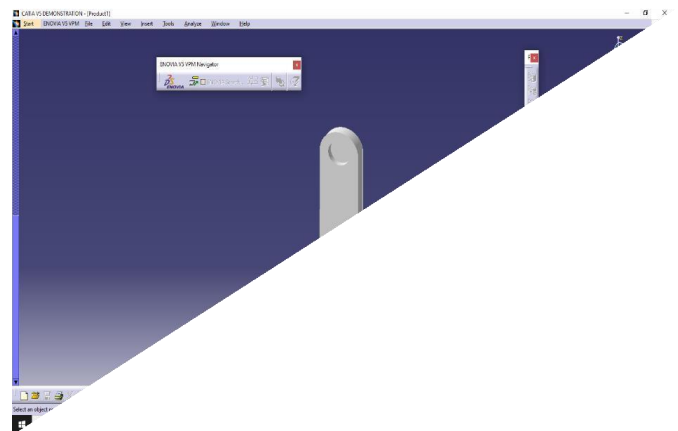 CATIA V5 DEMONSTRATION - [Product1]
Start ENOVIA V5 VPM File Edit View Insert Tools Analyze Window Help
ENOVIA V5 VPM Navigator
ENOVIA
Select an object